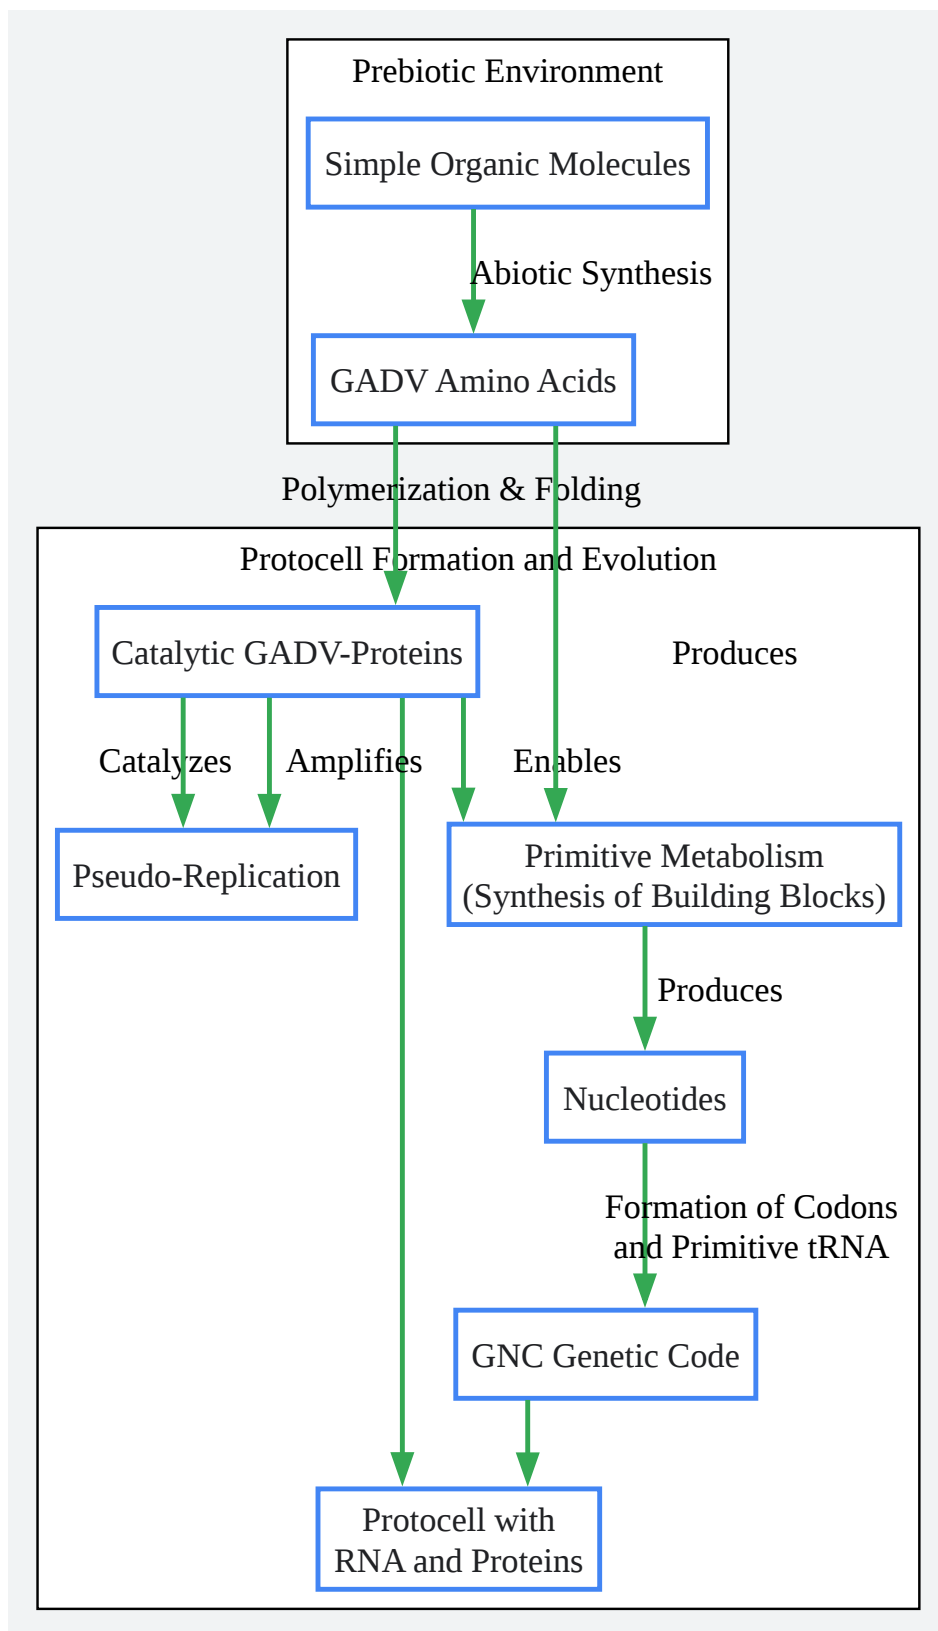 Prebiotic Environment
Simple Organic Molecules
Abiotic Synthesis
GADV Amino Acids
Polymerization & Folding
Protocell Formation and Evolution
Catalytic GADV-Proteins
Produces
Catalyzes
Amplifies
Enables
Pseudo-Replication
Primitive Metabolism
(Synthesis of Building Blocks)
Produces
Nucleotides
Formation of Codons
and Primitive tRNA
GNC Genetic Code
Protocell with
RNA and Proteins